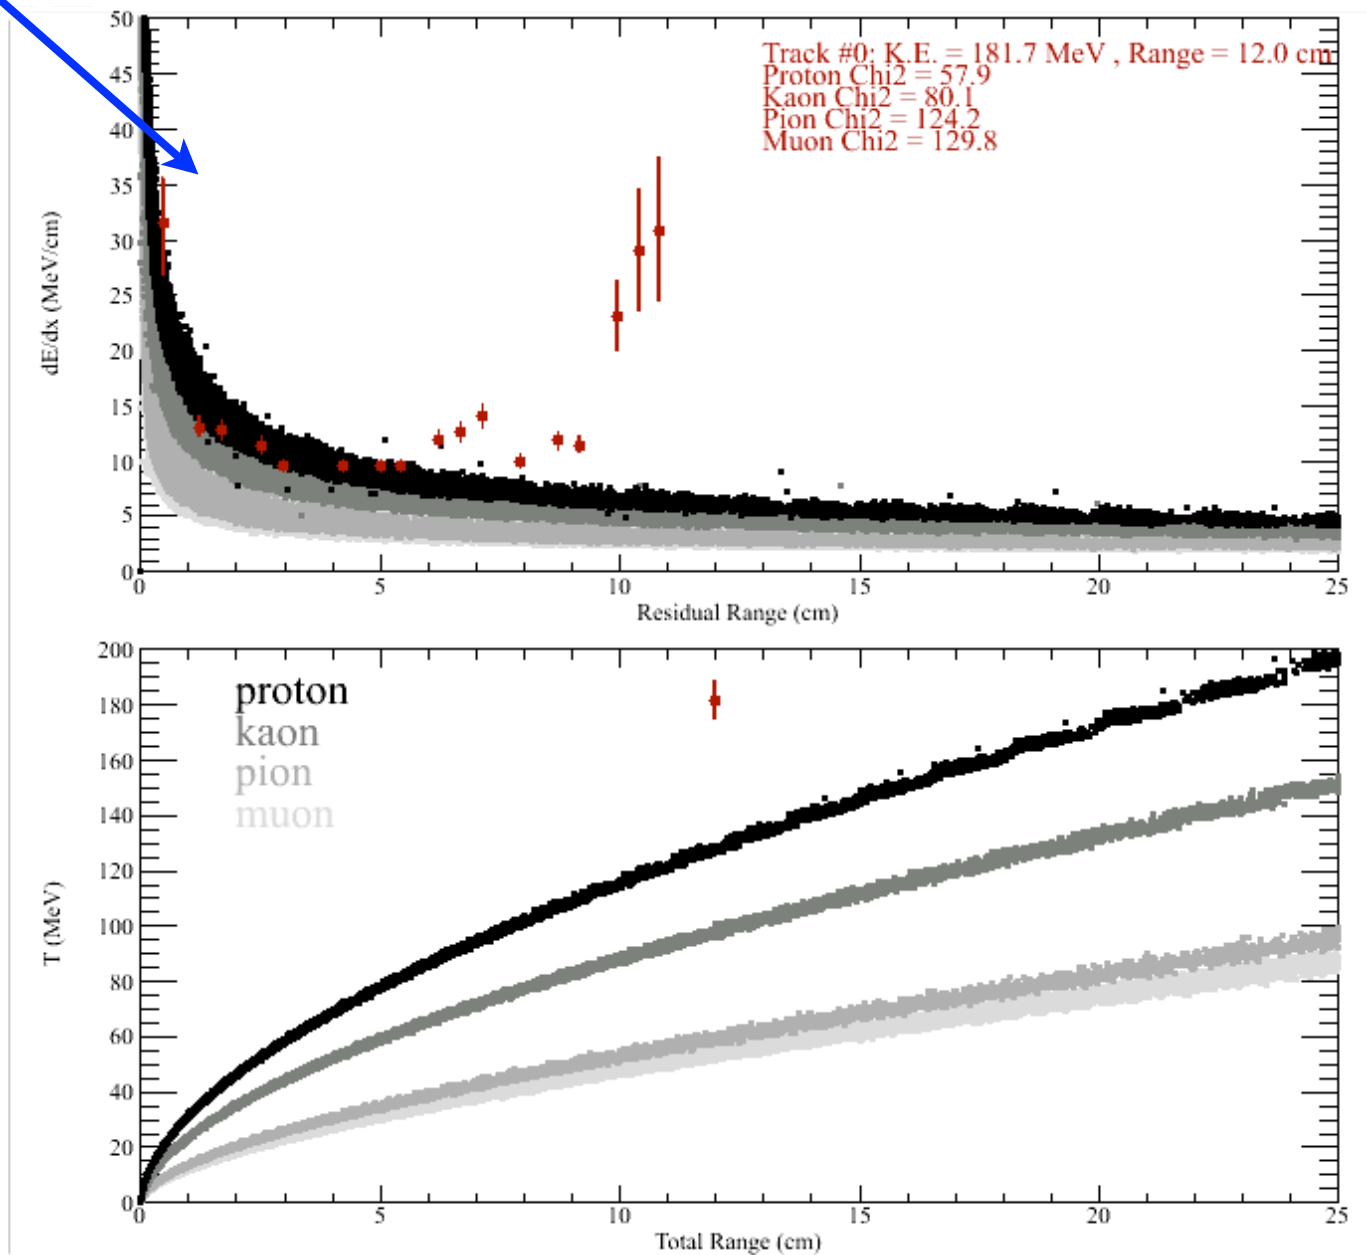 50
Track #0: K.E. = 181.7 MeV , Range = 12.0 cm
Proton Chi2 = 57.9
Kaon Chi2 = 80.1
Pion Chi2 = 124.2
Muon Chi2 = 129.8
45
40
35
30
25
20
15
10
5
0
dE/dx (MeV/cm)
0 5 10 15 20 25
Residual Range (cm)
200
180
160
140
120
100
80
60
40
20
0
T (MeV)
proton
kaon
pion
muon
0 5 10 15 20 25
Total Range (cm)